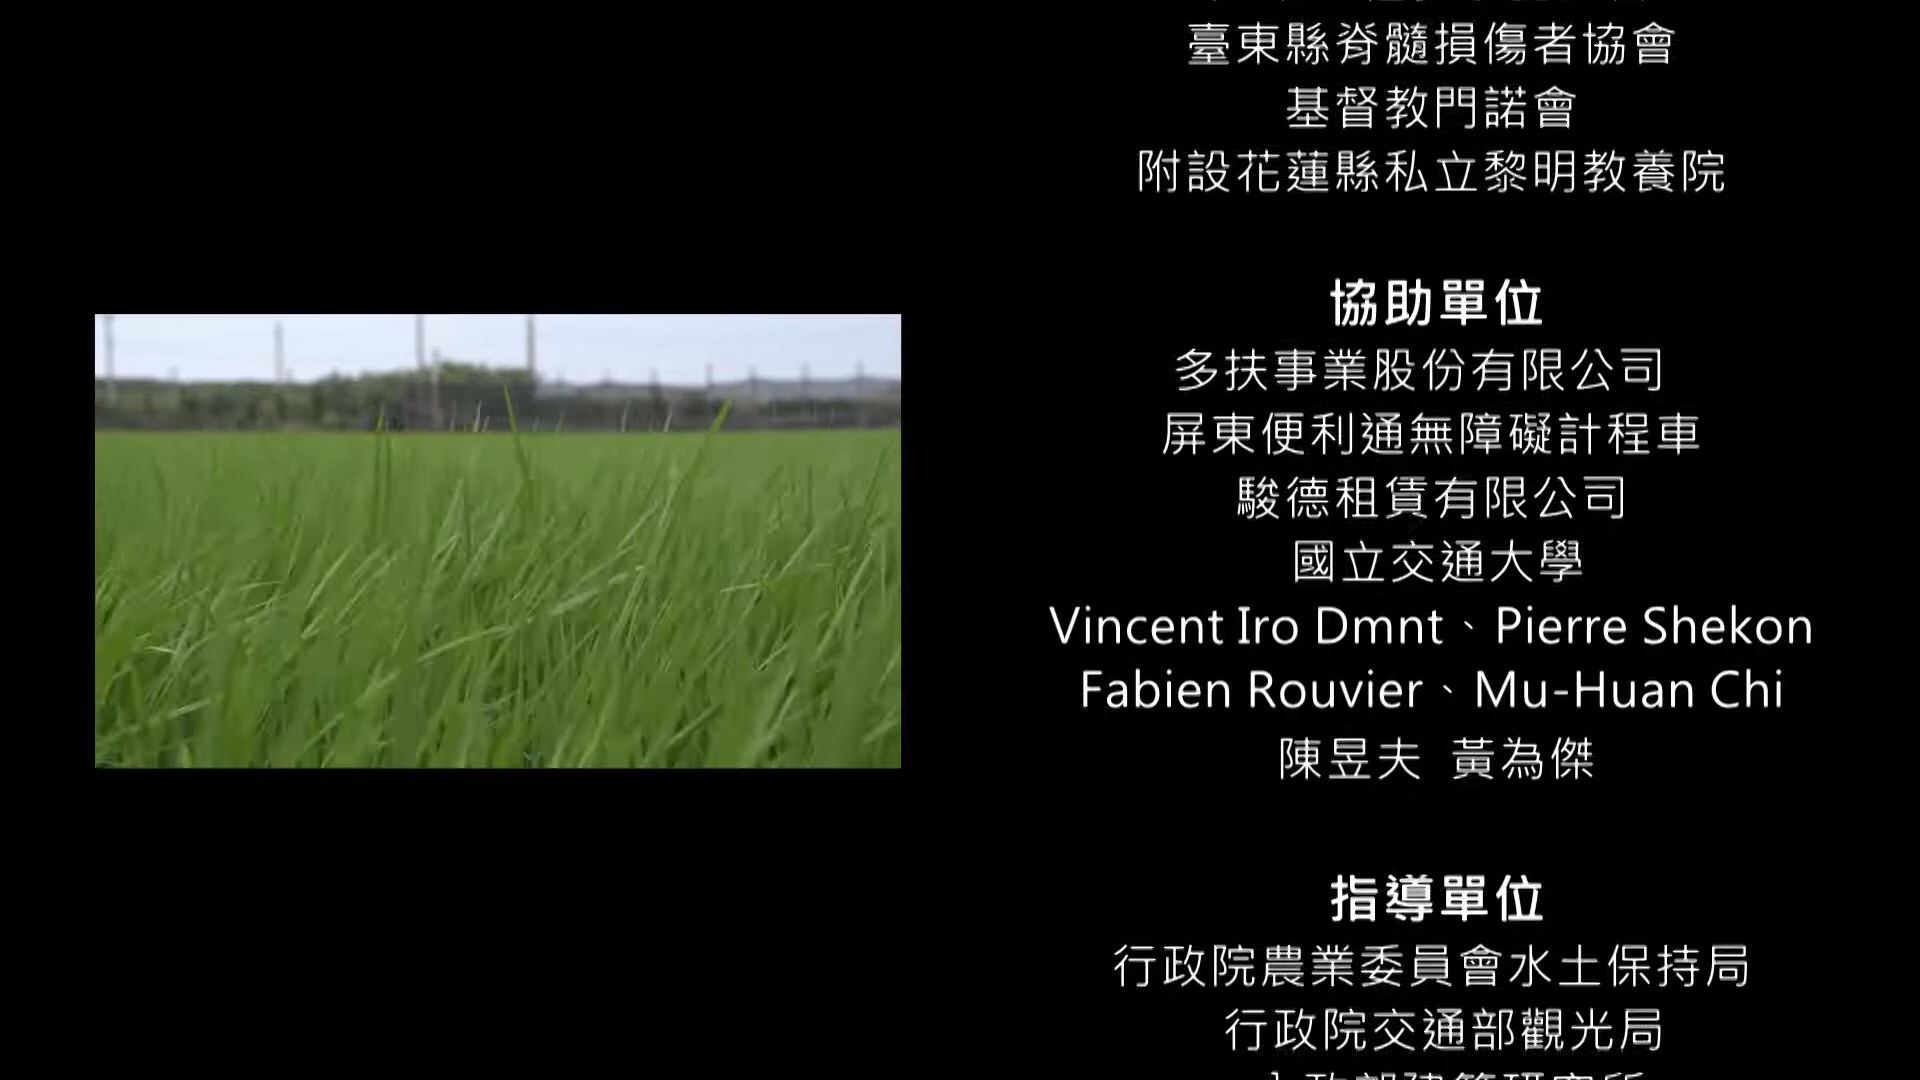 臺東縣脊髓損傷者協會
基督教門諾會
附設花蓮縣私立黎明教養院
協助單位
多扶事業股份有限公司
屏東便利通無障礙計程車
駿德租賃有限公司
國立交通大學
Vincent Iro Dmnt、Pierre Shekon
Fabien Rouvier、Mu-Huan Chi
陳昱夫 黃為傑
指導單位
行政院農業委員會水土保持局
行政院交通部觀光局